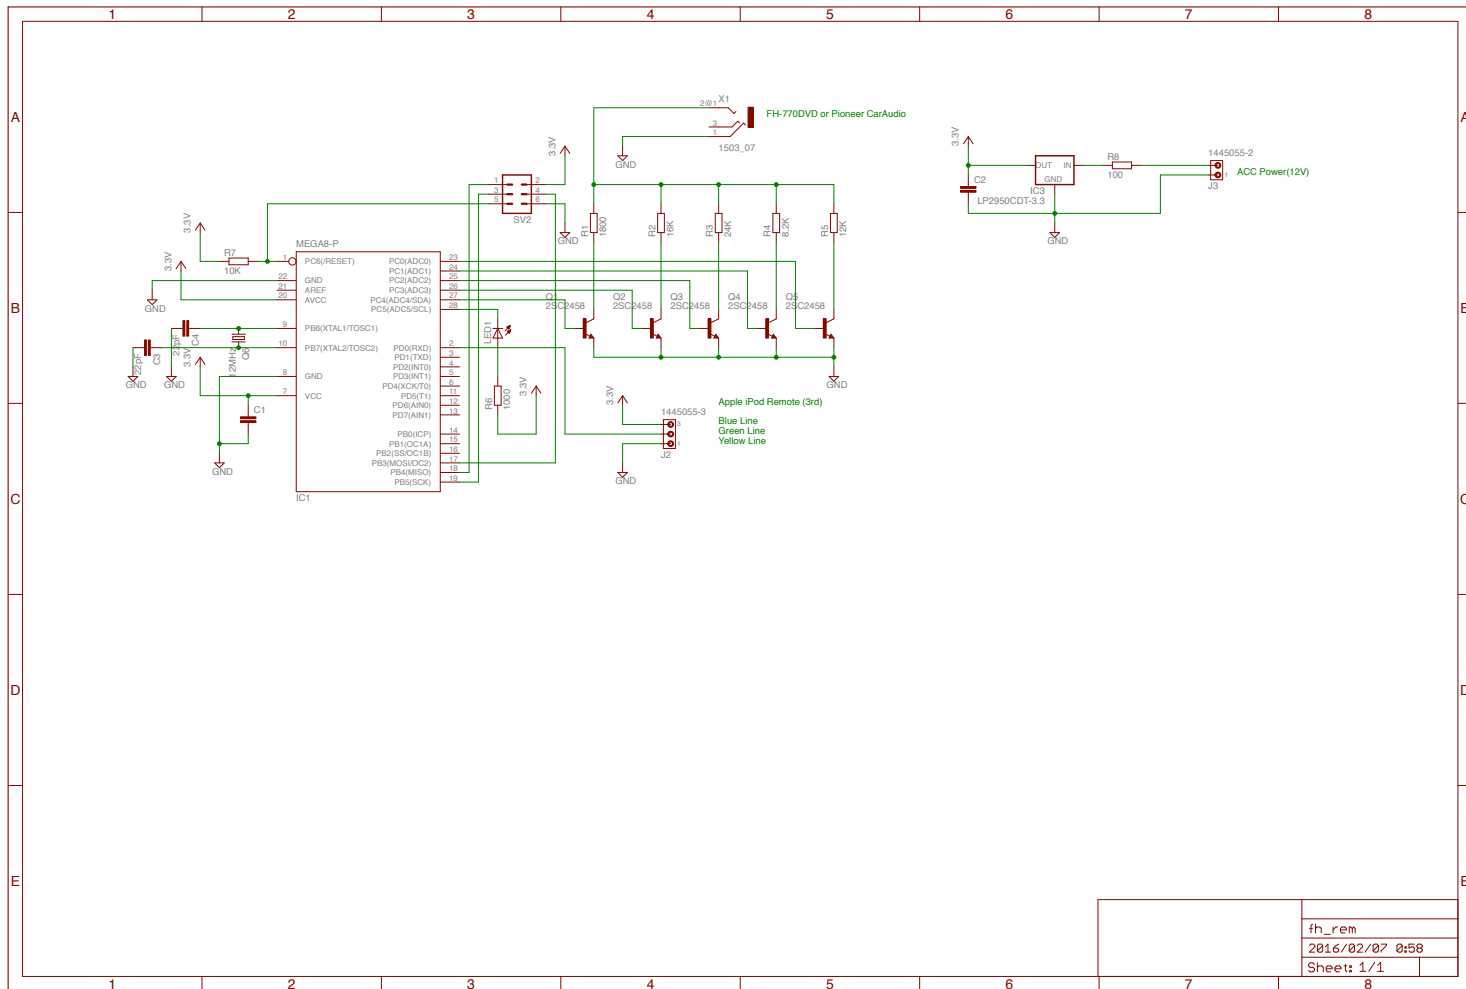 1 2 3 4 5 6 7 8
A
A
2@1
X1
3
1
1503_07
FH-770DVD or Pioneer CarAudio
GND
3.3V
1 2
3 4
5 6
SV2
GND
3.3V
OUT IN
GND
IC3
LP2950CDT-3.3
C2
R8
100
1445055-2
1
J3
ACC Power(12V)
GND
B
3.3V
R7
10K
3.3V
GND
MEGA8-P
1 PC6(/RESET) PC0(ADC0) 23
PC1(ADC1) 24
22 GND PC2(ADC2) 25
21 AREF PC3(ADC3) 26
20 AVCC PC4(ADC4/SDA) 27
PC5(ADC5/SCL) 28
9 PB6(XTAL1/TOSC1)
10 PB7(XTAL2/TOSC2) PD0(RXD) 2
PD1(TXD) 3
PD2(INT0) 4
8 GND PD3(INT1) 5
PD4(XCK/T0) 6
7 VCC PD5(T1) 11
PD6(AIN0) 12
PD7(AIN1) 13
PB0(ICP) 14
PB1(OC1A) 15
PB2(SS/OC1B) 16
PB3(MOSI/OC2) 17
PB4(MISO) 18
PB5(SCK) 19
IC1
R1
1800
R2
16K
R3
24K
R4
8.2K
R5
12K
Q1
2SC2458
Q2
2SC2458
Q3
2SC2458
Q4
2SC2458
Q5
2SC2458
GND
22pF
C4
22pF
C3
Q6
3.3V
GND
GND
C1
GND
LED1
R6
1000
3.3V
3.3V
1445055-3
3
1
J2
GND
Apple iPod Remote (3rd)
Blue Line
Green Line
Yellow Line
C
C
D
E
fh_rem
2016/02/07 0:58
Sheet: 1/1
1 2 3 4 5 6 7 8